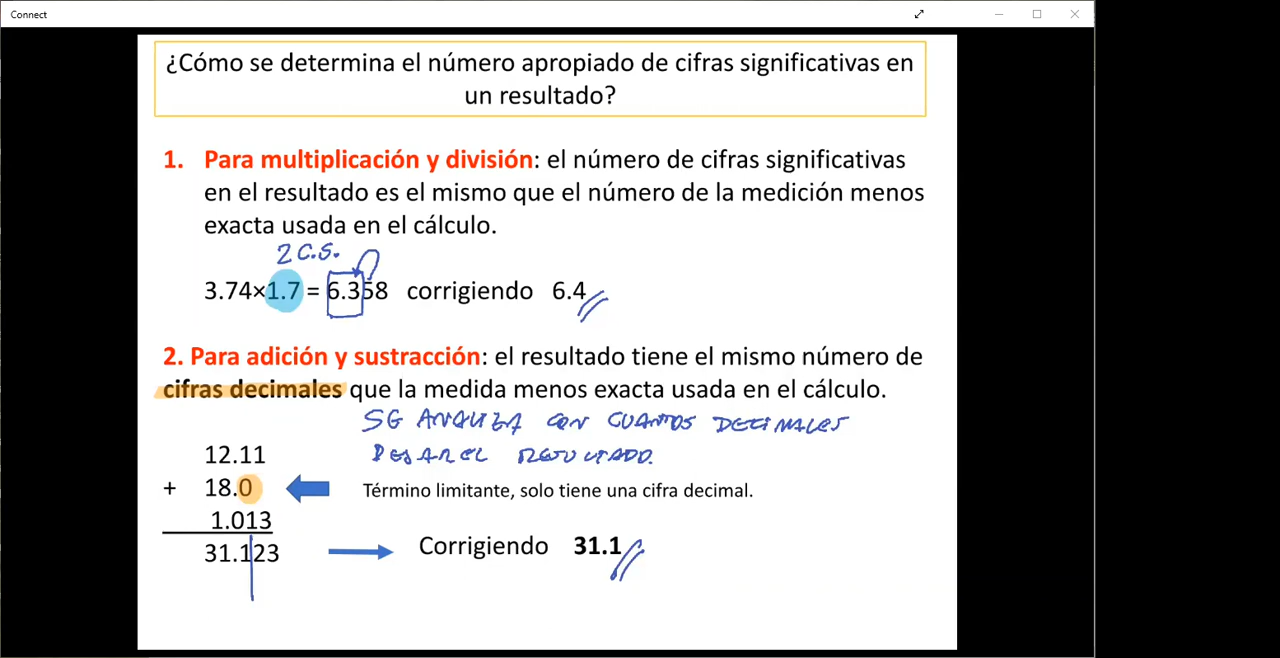 Connect
¿Cómo se determina el número apropiado de cifras significativas en
un resultado?
1. Para multiplicación y división: el número de cifras significativas
en el resultado es el mismo que el número de la medición menos
exacta usada en el cálculo.
2 C.S.
3.74×1.7 = 6.358 corrigiendo 6.4
2. Para adición y sustracción: el resultado tiene el mismo número de
cifras decimales que la medida menos exacta usada en el cálculo.
SE ANALIZA CON CUANTOS DECIMALES
12.11
EL RESULTADO.
+ 18.0
Término limitante, solo tiene una cifra decimal.
1.013
31.123
Corrigiendo 31.1